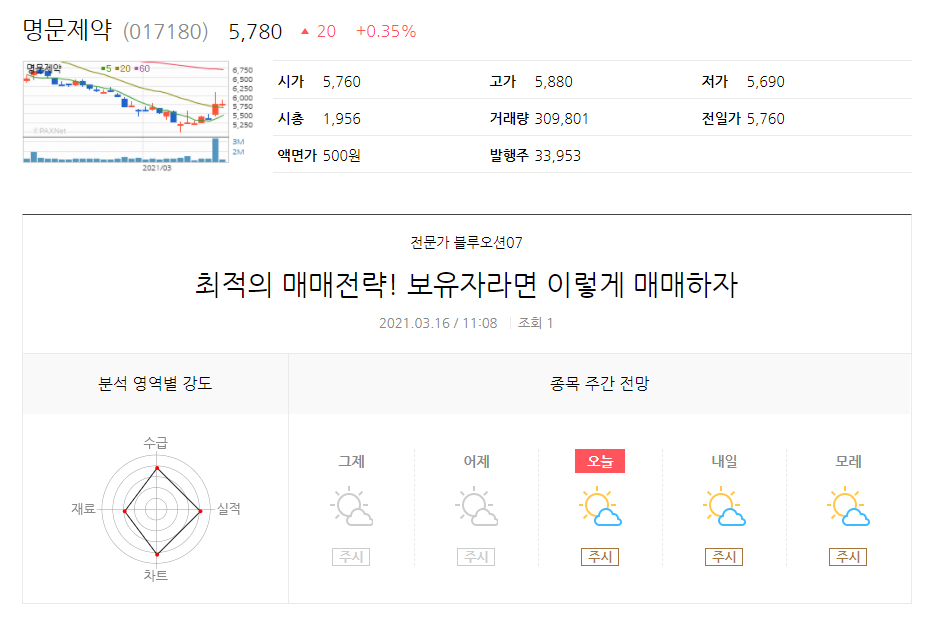 명문제약 (017180) 5,780 ▲ 20 +0.35%
명문제약 ■5 ■20 ■60
6,750
6,500
6,250
6,000
5,750
5,500
5,250
3M
2M
© PAXNet
2021/03
시가 5,760 고가 5,880 저가 5,690
시총 1,956 거래량 309,801 전일가 5,760
액면가 500원 발행주 33,953
전문가 블루오션07
최적의 매매전략! 보유자라면 이렇게 매매하자
2021.03.16 / 11:08 조회 1
분석 영역별 강도 종목 주간 전망
수급
재료 실적
차트
그제 어제 오늘 내일 모레
주시 주시 주시 주시 주시